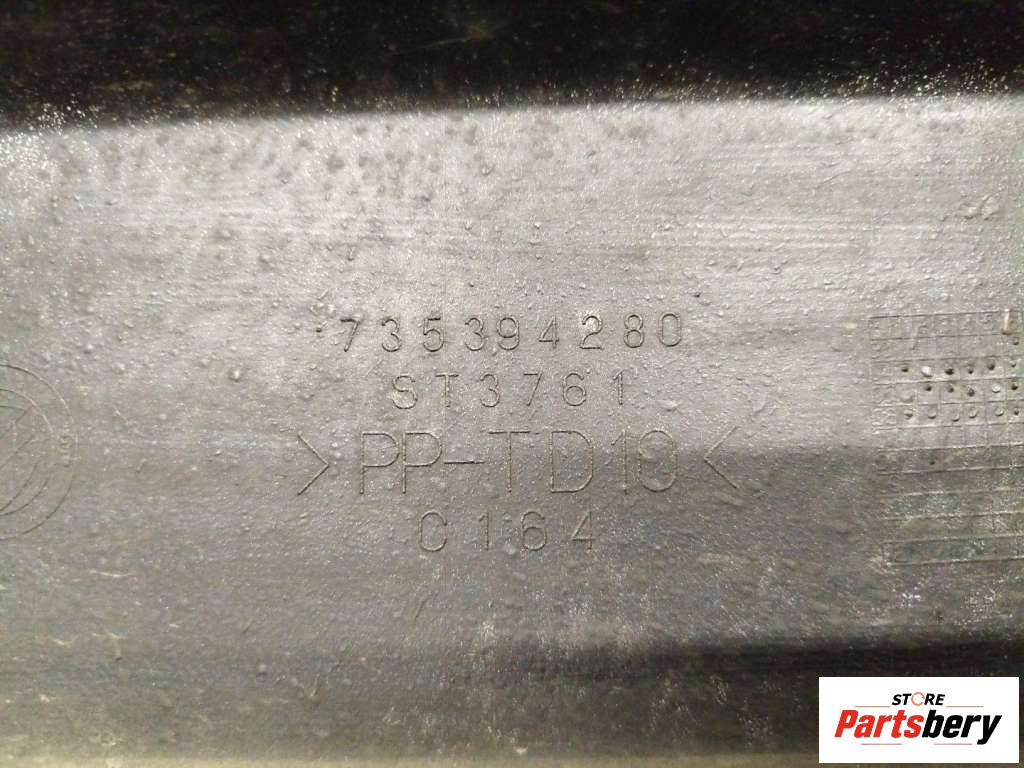 735394280
ST3761
>PP-TD10<
C164
STORE
Partsbery